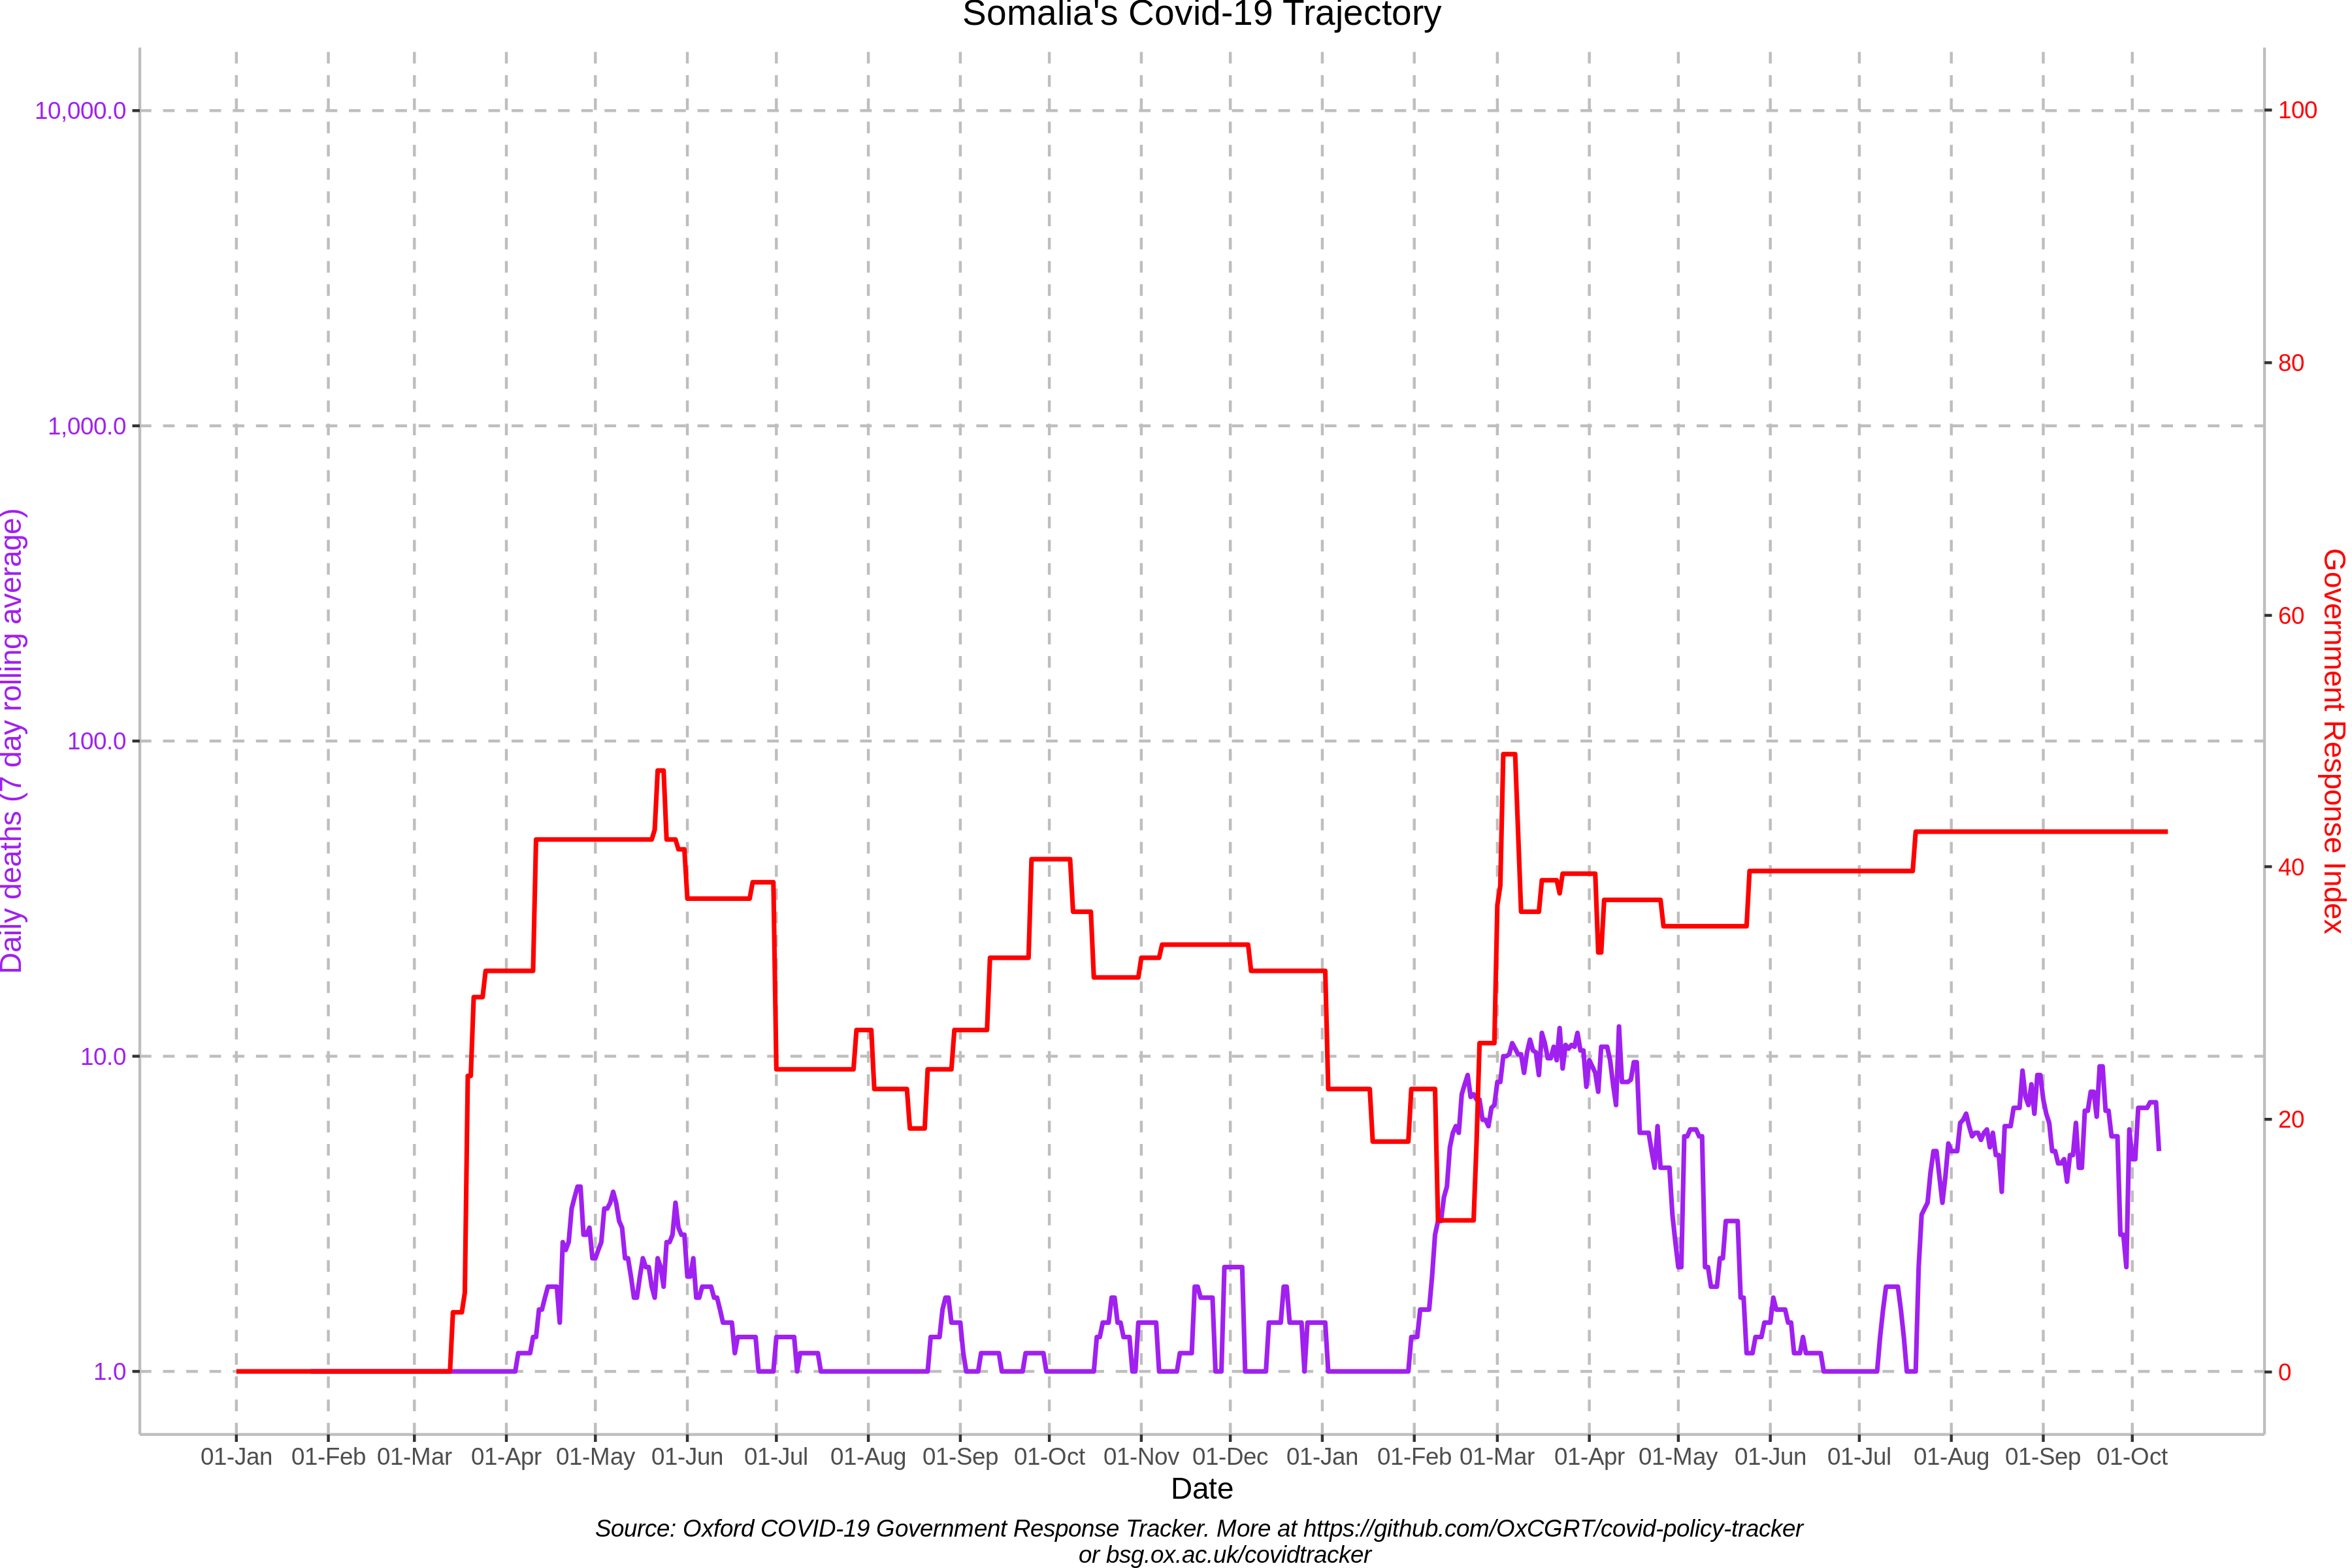 Somalia's Covid-19 Trajectory
10,000.0
1,000.0
100.0
10.0
1.0
Daily deaths (7 day rolling average)
100
80
60
40
20
0
Government Response Index
01-Jan 01-Feb 01-Mar 01-Apr 01-May 01-Jun 01-Jul 01-Aug 01-Sep 01-Oct 01-Nov 01-Dec 01-Jan 01-Feb 01-Mar 01-Apr 01-May 01-Jun 01-Jul 01-Aug 01-Sep 01-Oct
Date
Source: Oxford COVID-19 Government Response Tracker. More at https://github.com/OxCGRT/covid-policy-tracker
or bsg.ox.ac.uk/covidtracker